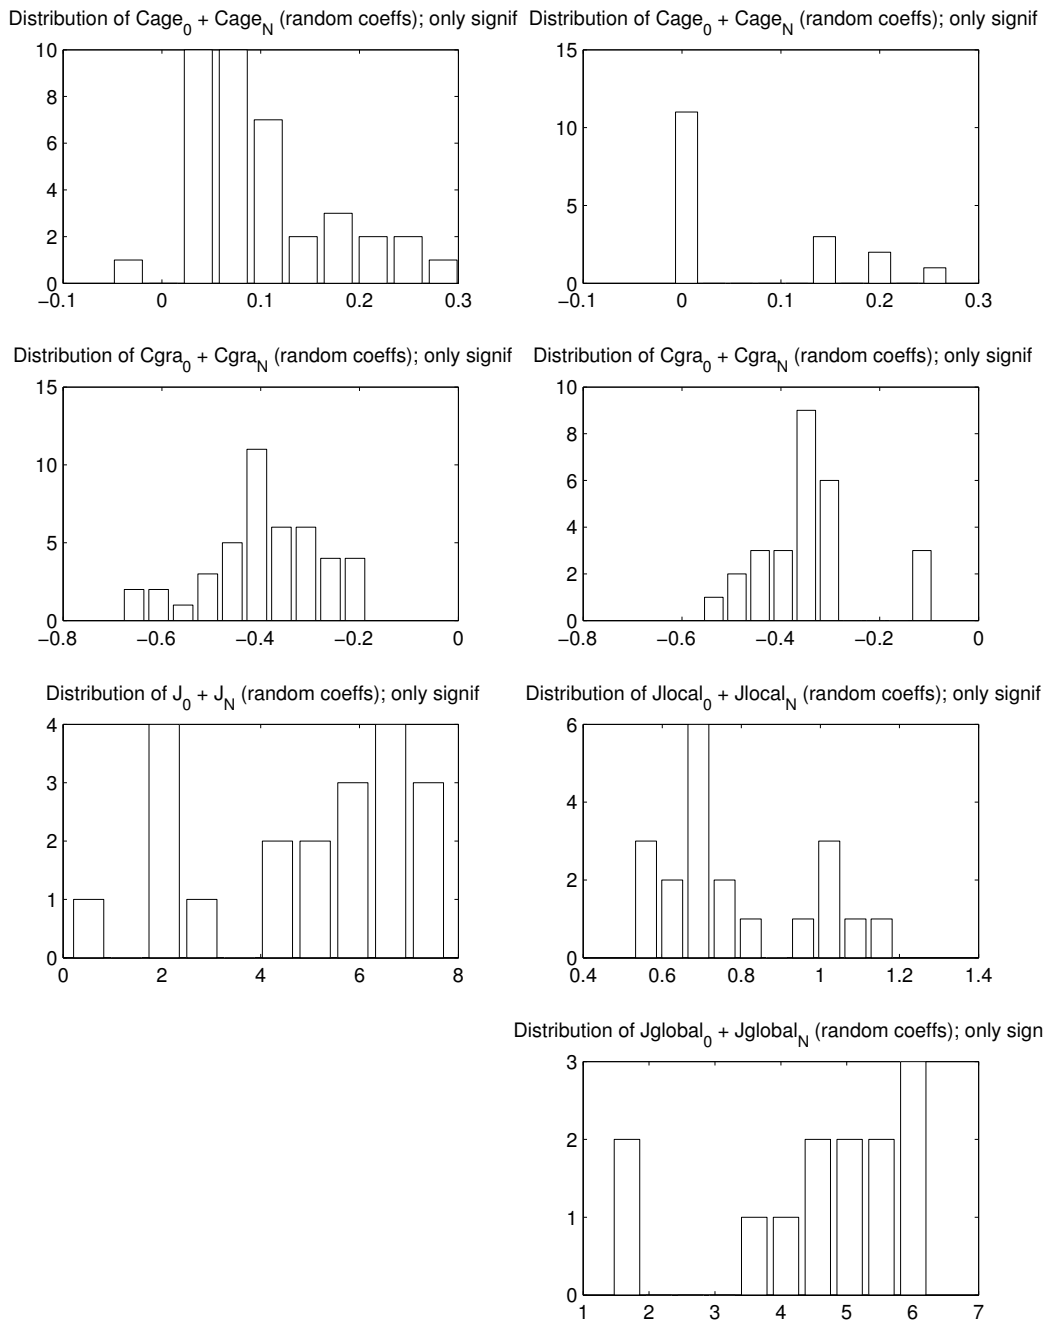 Distribution of Cage0 + CageN (random coeffs); only signif
10
8
6
4
2
0
−0.1 0 0.1 0.2 0.3
Distribution of Cage0 + CageN (random coeffs); only signif
15
10
5
0
−0.1 0 0.1 0.2 0.3
Distribution of Cgra0 + CgraN (random coeffs); only signif
15
10
5
0
−0.8 −0.6 −0.4 −0.2 0
Distribution of Cgra0 + CgraN (random coeffs); only signif
10
8
6
4
2
0
−0.8 −0.6 −0.4 −0.2 0
Distribution of J0 + JN (random coeffs); only signif
4
3
2
1
0
0 2 4 6 8
Distribution of Jlocal0 + JlocalN (random coeffs); only signif
6
4
2
0
0.4 0.6 0.8 1 1.2 1.4
Distribution of Jglobal0 + JglobalN (random coeffs); only sign
3
2
1
0
1 2 3 4 5 6 7